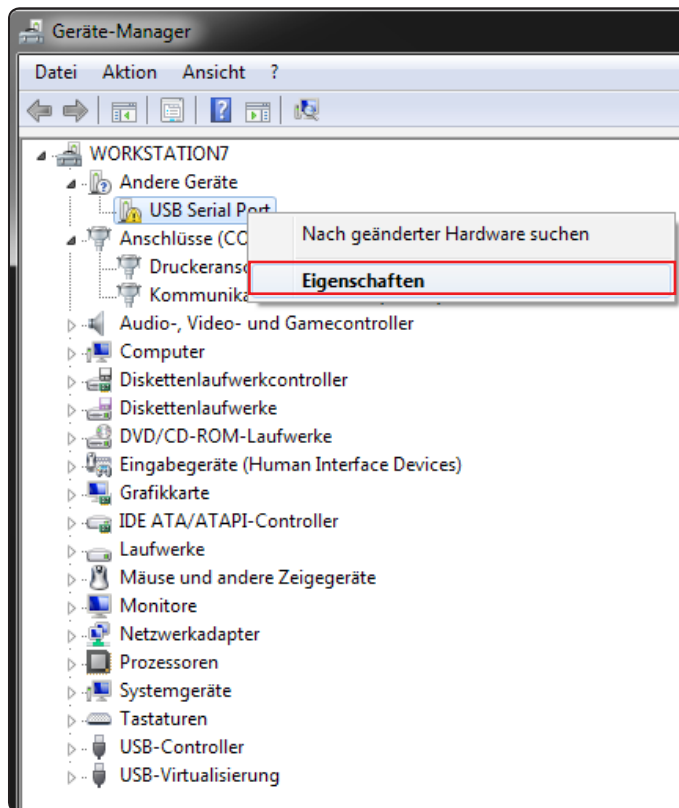 Geräte-Manager
Datei Aktion Ansicht ?
WORKSTATION7
Andere Geräte
USB Serial Port
Nach geänderter Hardware suchen
Anschlüsse (CO
Eigenschaften
Audio-, Video- und Gamecontroller
Computer
Diskettenlaufwerkcontroller
Diskettenlaufwerke
DVD/CD-ROM-Laufwerke
Eingabegeräte (Human Interface Devices)
Grafikkarte
IDE ATA/ATAPI-Controller
Laufwerke
Mäuse und andere Zeigegeräte
Monitore
Netzwerkadapter
Prozessoren
Systemgeräte
Tastaturen
USB-Controller
USB-Virtualisierung